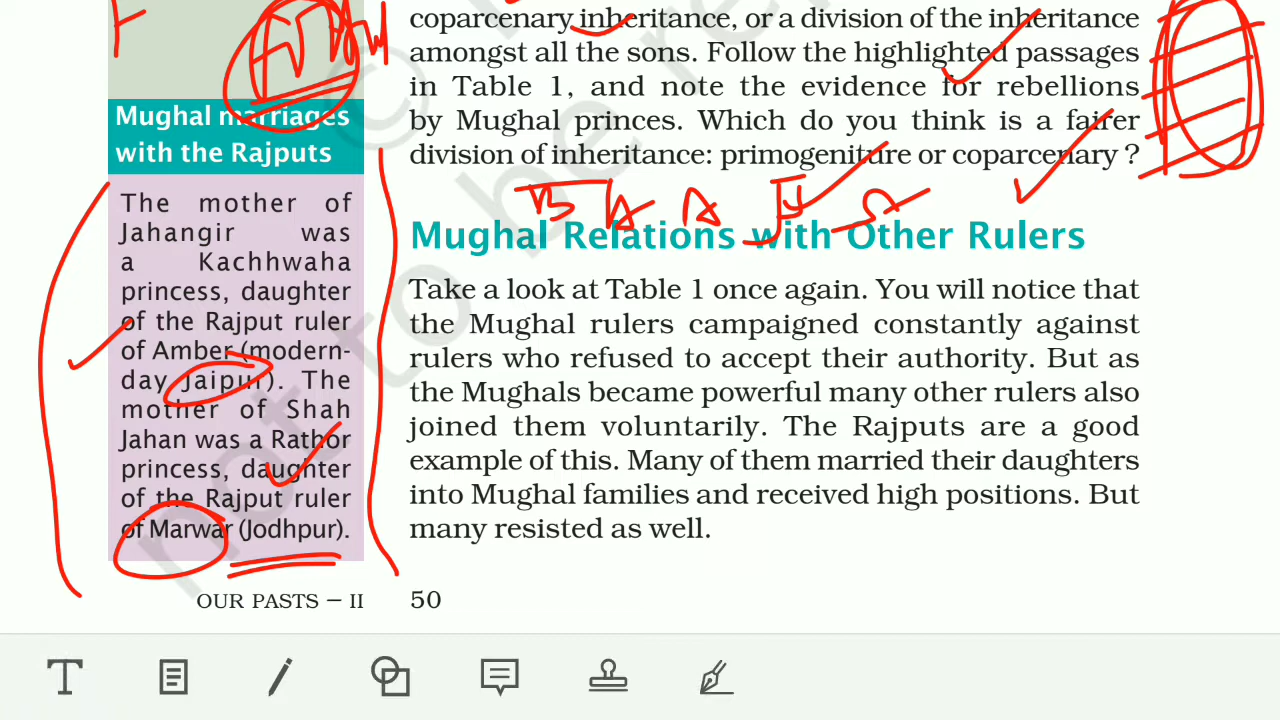 coparcenary inheritance, or a division of the inheritance
amongst all the sons. Follow the highlighted passages
in Table 1, and note the evidence for rebellions
by Mughal princes. Which do you think is a fairer
division of inheritance: primogeniture or coparcenary ?
Mughal marriages
with the Rajputs
The mother of
Jahangir was
a Kachhwaha
princess, daughter
of the Rajput ruler
of Amber (modern-
day Jaipur). The
mother of Shah
Jahan was a Rathor
princess, daughter
of the Rajput ruler
of Marwar (Jodhpur).
B A A J S
Mughal Relations with Other Rulers
Take a look at Table 1 once again. You will notice that
the Mughal rulers campaigned constantly against
rulers who refused to accept their authority. But as
the Mughals became powerful many other rulers also
joined them voluntarily. The Rajputs are a good
example of this. Many of them married their daughters
into Mughal families and received high positions. But
many resisted as well.
OUR PASTS – II 50
not to be re
©
T